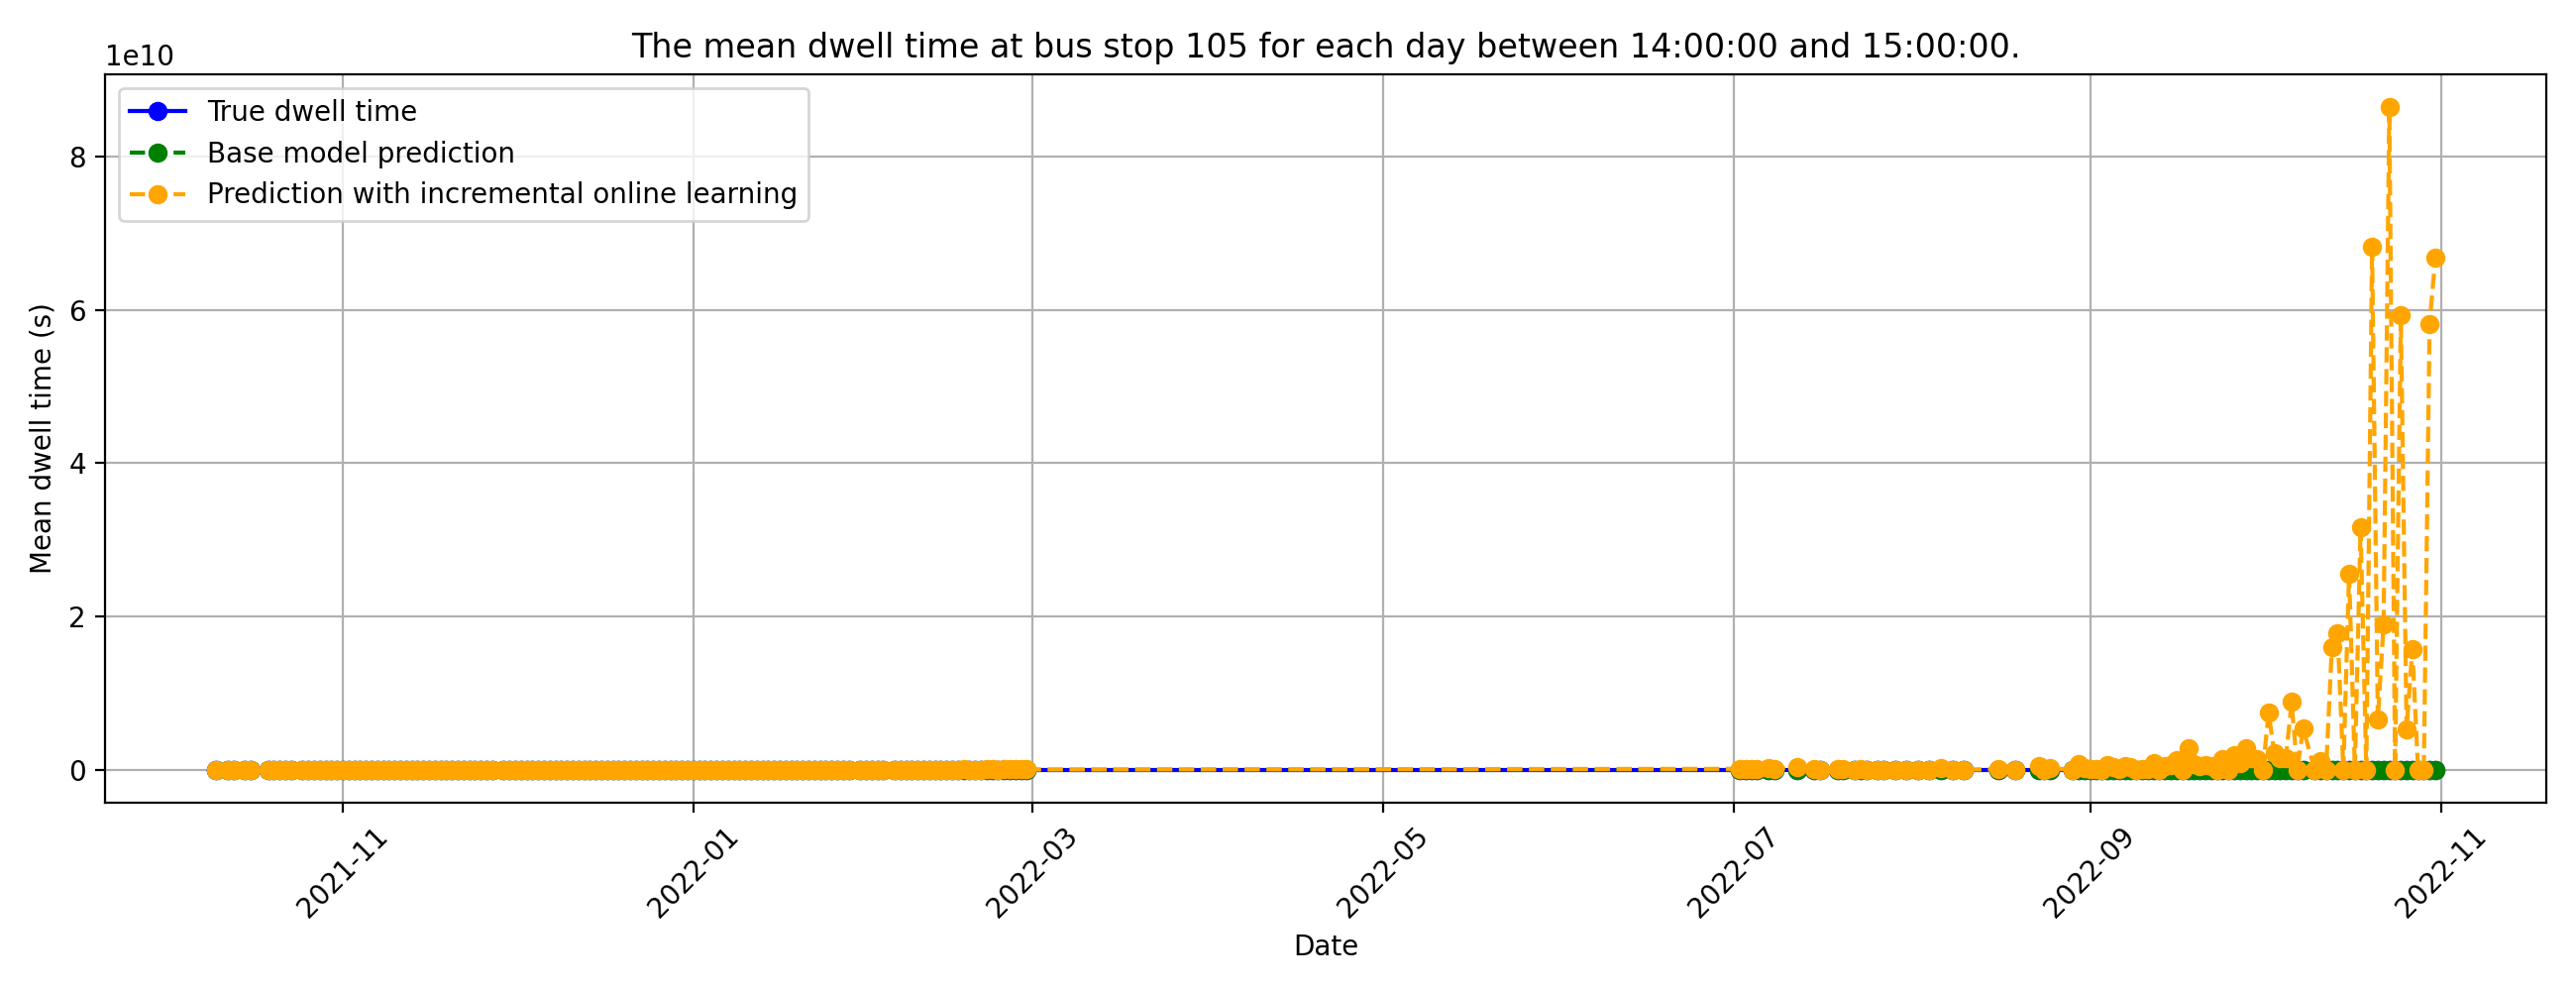 The mean dwell time at bus stop 105 for each day between 14:00:00 and 15:00:00.
1e10
True dwell time
Base model prediction
Prediction with incremental online learning
8
6
4
2
0
Mean dwell time (s)
2021-11
2022-01
2022-03
2022-05
2022-07
2022-09
2022-11
Date